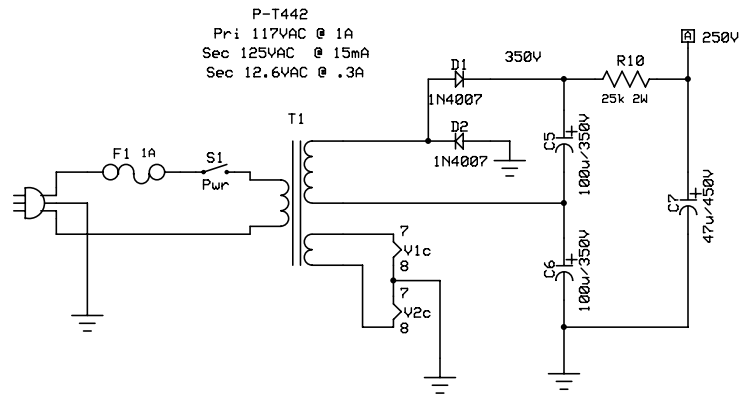 P-T442
Pri 117VAC @ 1A
Sec 125VAC @ 15mA
Sec 12.6VAC @ .3A
A 250V
D1
350V
R10
1N4007
25k 2W
T1
D2
1N4007
F1 1A
S1
Pwr
C5
100u/350V
C7
47u/450V
7
V1c
8
7
V2c
8
C6
100u/350V